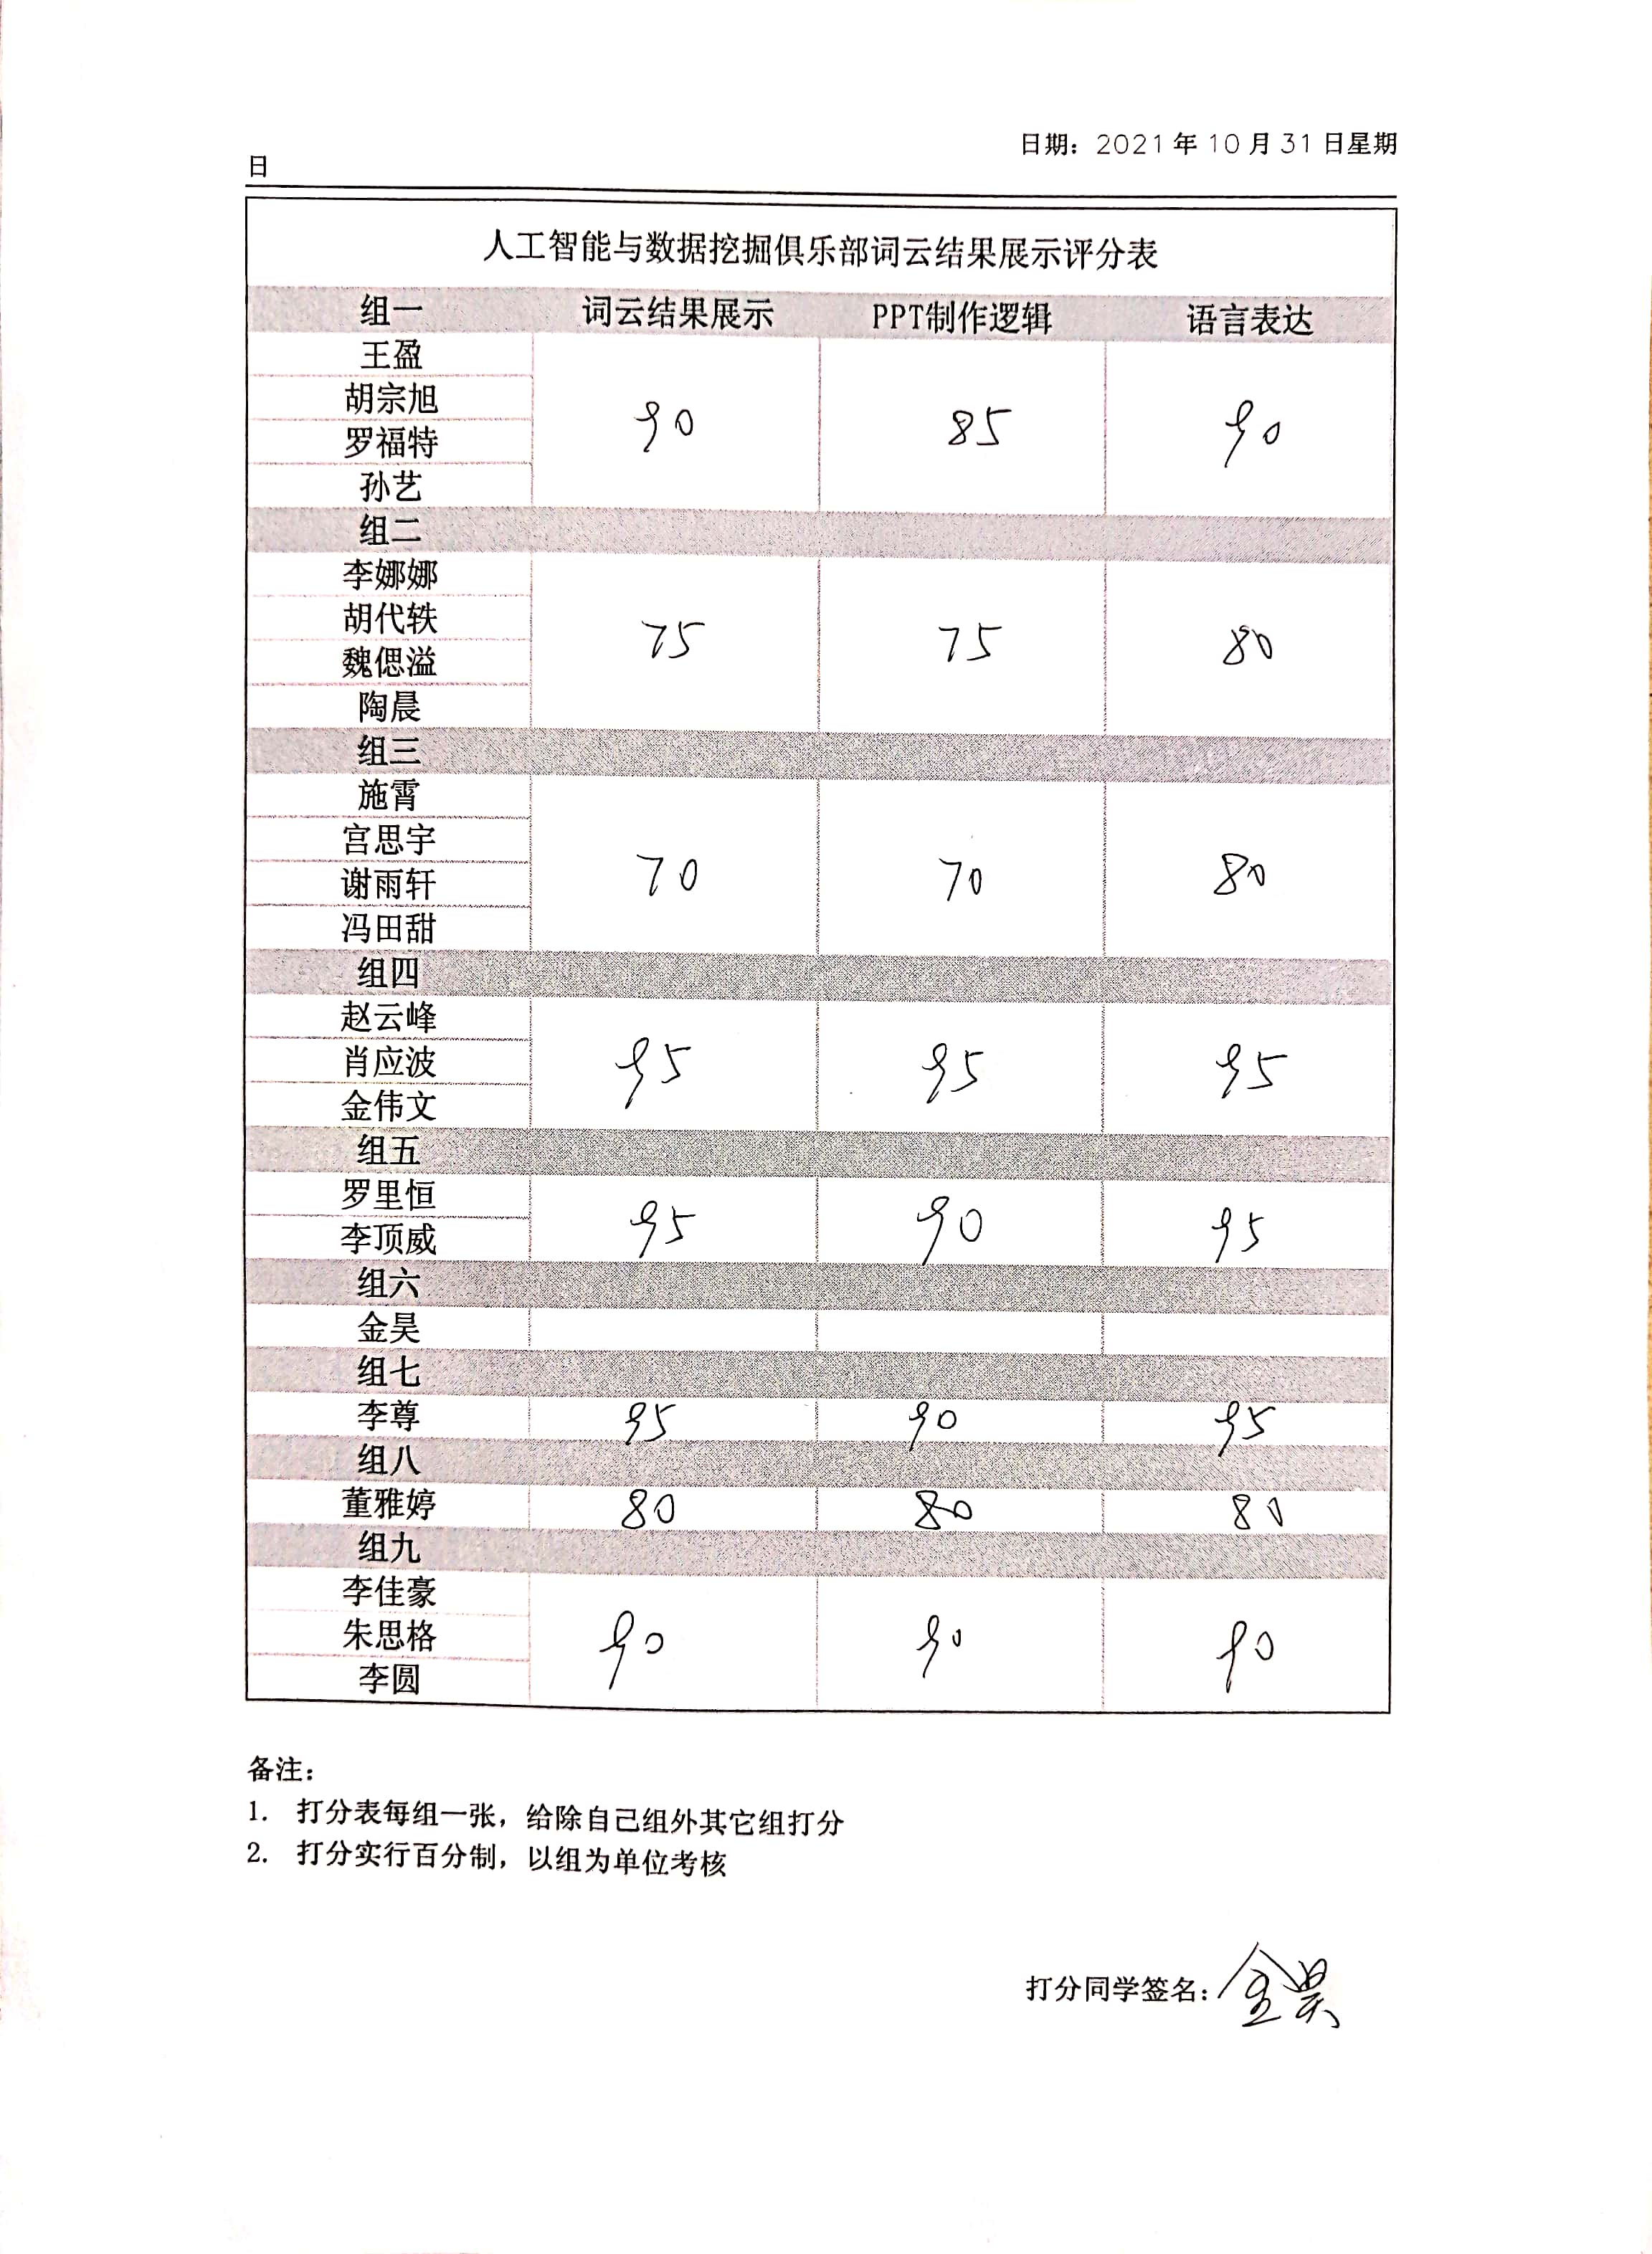 日期：2021年10月31日星期
日
人工智能与数据挖掘俱乐部词云结果展示评分表
组一 词云结果展示 PPT制作逻辑 语言表达
王盈
胡宗旭
90 85 90
罗福特
孙艺
组二
李娜娜
胡代轶
75 75 80
魏偲溢
陶晨
组三
施霄
宫思宇
70 70 80
谢雨轩
冯田甜
组四
赵云峰
肖应波 95 95 95
金伟文
组五
罗里恒
95 90 95
李顶威
组六
金昊
组七
李尊 95 90 95
组八
董雅婷 80 80 80
组九
李佳豪
朱思格 90 90 90
李圆
备注：
1. 打分表每组一张，给除自己组外其它组打分
2. 打分实行百分制，以组为单位考核
打分同学签名：金昊